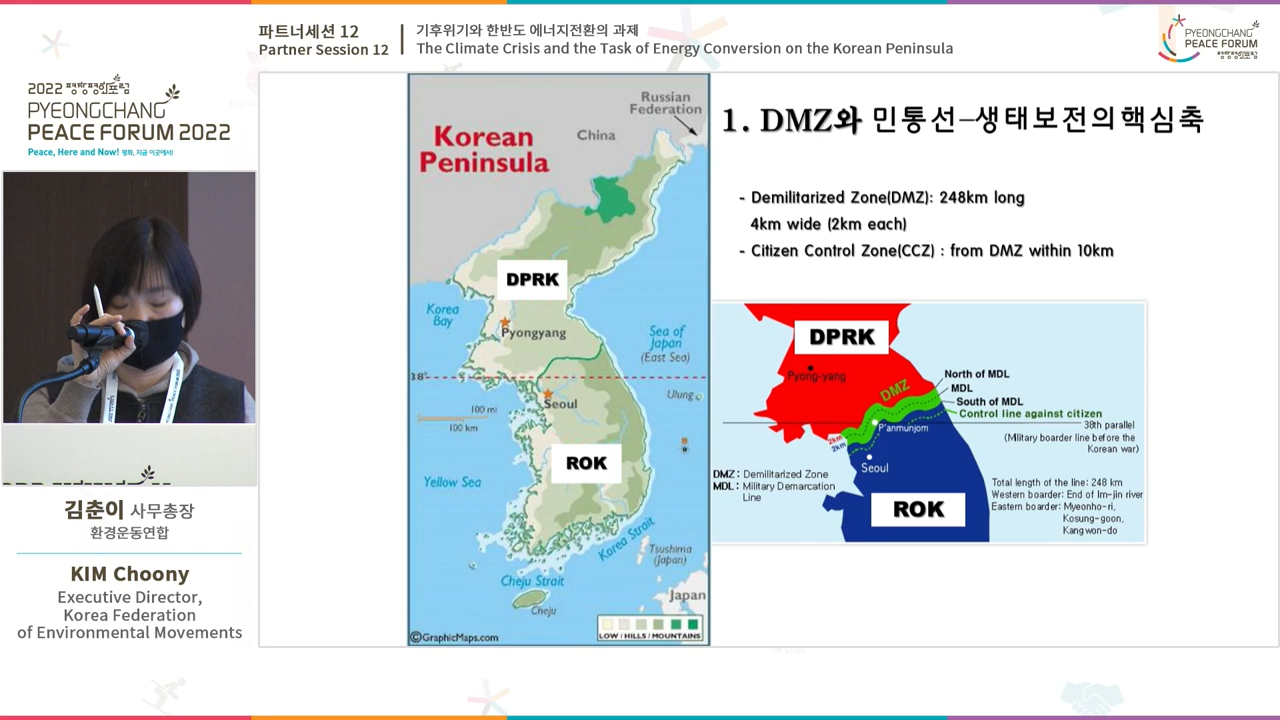 파트너세션 12
Partner Session 12
기후위기와 한반도 에너지전환의 과제
The Climate Crisis and the Task of Energy Conversion on the Korean Peninsula
PYEONGCHANG
PEACE FORUM
평창평화포럼
2022 평창평화포럼
PYEONGCHANG
PEACE FORUM 2022
Peace, Here and Now! 평화, 지금 이곳에서!
김춘이 사무총장
환경운동연합
KIM Choony
Executive Director,
Korea Federation
of Environmental Movements
Korean
Peninsula
Russian
Federation
China
DPRK
Korea
Bay
Pyongyang
Sea of
Japan
(East Sea)
38°
Seoul
Ulung
100 mi
100 km
ROK
Yellow Sea
Korea Strait
Tsushima
(Japan)
Cheju Strait
Cheju
Japan
LOW / HILLS / MOUNTAINS
©GraphicMaps.com
1. DMZ와 민통선–생태보전의핵심축
- Demilitarized Zone(DMZ): 248km long
4km wide (2km each)
- Citizen Control Zone(CCZ) : from DMZ within 10km
DPRK
Pyong-yang
DMZ
North of MDL
MDL
South of MDL
Control line against citizen
38th parallel
(Military boarder line before the
Korean war)
P'anmunjom
2km
2km
Seoul
DMZ : Demilitarized Zone
MDL : Military Demarcation
Line
ROK
Total length of the line: 248 km
Western boarder: End of Im-jin river
Eastern boarder: Myeonho-ri,
Kosung-goon,
Kangwon-do